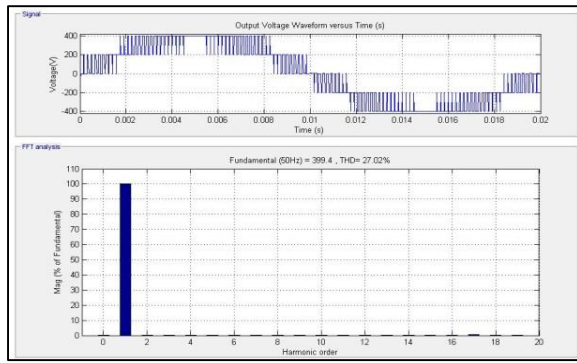 Signal
Output Voltage Waveform versus Time (s)
Voltage(V)
400
200
0
-200
-400
0 0.002 0.004 0.006 0.008 0.01 0.012 0.014 0.016 0.018 0.02
Time (s)
FFT analysis
Fundamental (50Hz) = 399.4 , THD= 27.02%
Mag (% of Fundamental)
110
100
90
80
70
60
50
40
30
20
10
0
0 2 4 6 8 10 12 14 16 18 20
Harmonic order